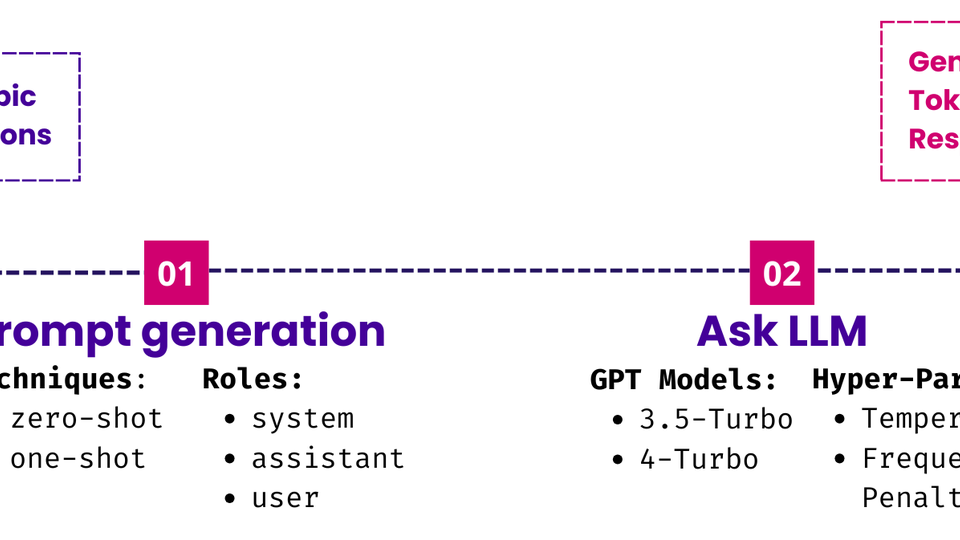 pic
ons
Gen
Tok
Res
01
02
rompt generation
Ask LLM
chniques:
zero-shot
one-shot
Roles:
• system
• assistant
• user
GPT Models:
• 3.5-Turbo
• 4-Turbo
Hyper-Par
• Temper
• Freque
Penalt